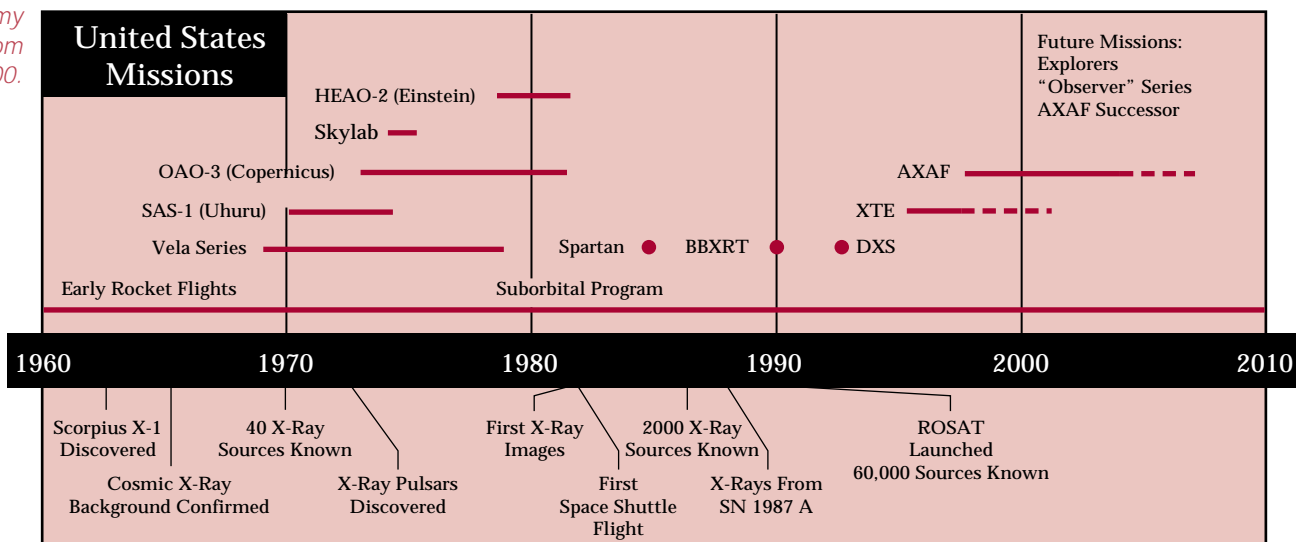 my
om
00.
United States
Missions
Future Missions:
Explorers
“Observer” Series
AXAF Successor
HEAO-2 (Einstein)
Skylab
OAO-3 (Copernicus)
AXAF
SAS-1 (Uhuru)
XTE
Vela Series
Spartan
BBXRT
DXS
Early Rocket Flights
Suborbital Program
1960
1970
1980
1990
2000
2010
Scorpius X-1
Discovered
Cosmic X-Ray
Background Confirmed
40 X-Ray
Sources Known
X-Ray Pulsars
Discovered
First X-Ray
Images
First
Space Shuttle
Flight
2000 X-Ray
Sources Known
X-Rays From
SN 1987 A
ROSAT
Launched
60,000 Sources Known